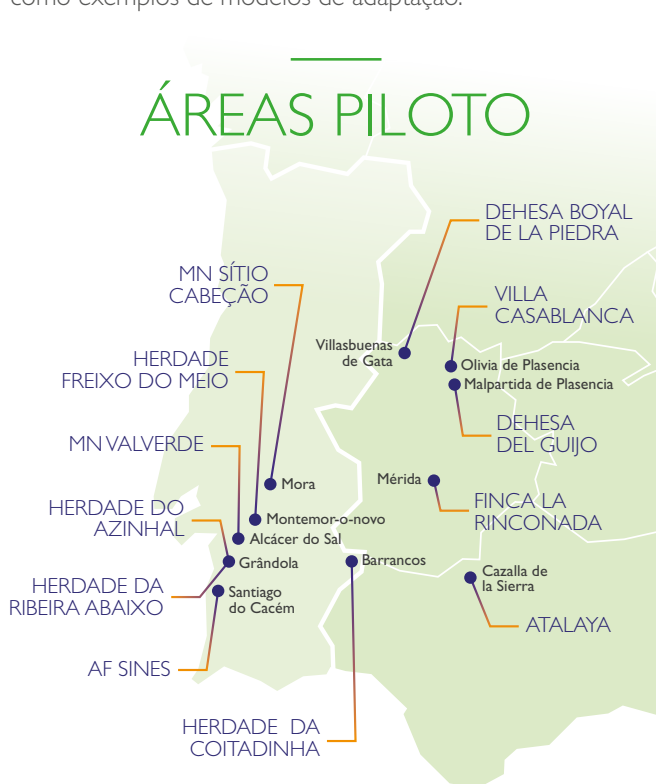 como exemplos de modelos de adaptação.
ÁREAS PILOTO
DEHESA BOYAL
DE LA PIEDRA
MN SÍTIO
CABEÇÃO
VILLA
CASABLANCA
Villasbuenas
de Gata
HERDADE
FREIXO DO MEIO
Olivia de Plasencia
Malpartida de Plasencia
DEHESA
DEL GUIJO
MN VALVERDE
Mora
Mérida
FINCA LA
RINCONADA
HERDADE DO
AZINHAL
Montemor-o-novo
Alcácer do Sal
Grândola
Barrancos
HERDADE DA
RIBEIRA ABAIXO
Santiago
do Cacém
Cazalla de
la Sierra
ATALAYA
AF SINES
HERDADE DA
COITADINHA